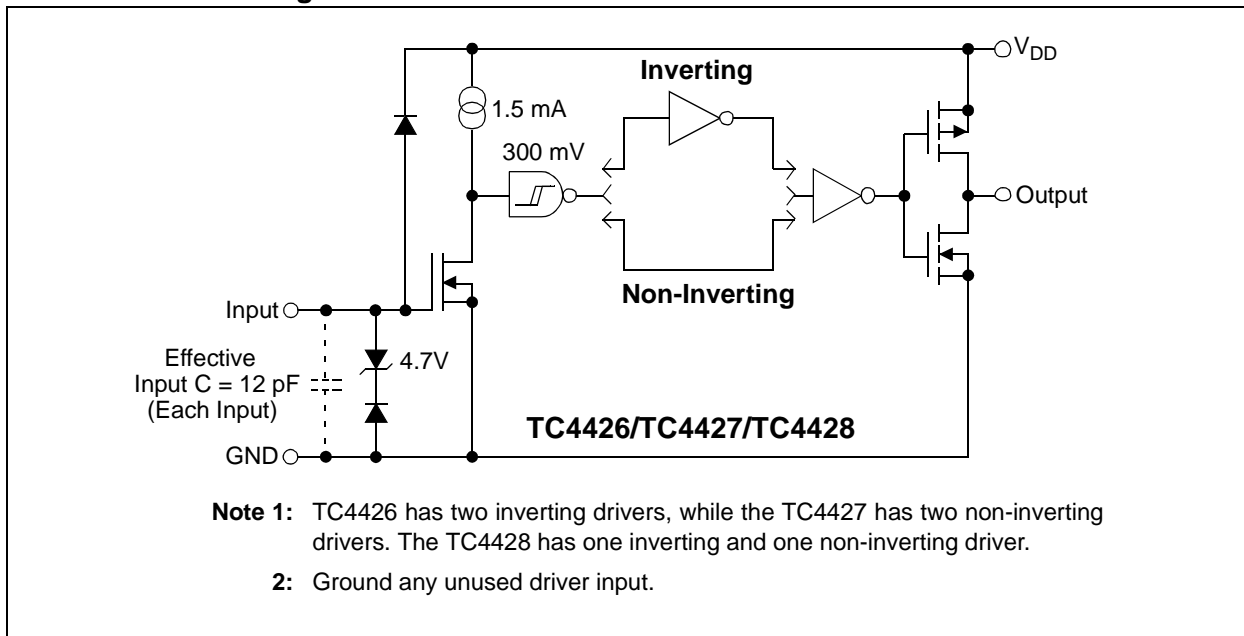 V_DD
Inverting
1.5 mA
300 mV
Output
Non-Inverting
Input
Effective
Input C = 12 pF
(Each Input)
4.7V
TC4426/TC4427/TC4428
GND
Note 1: TC4426 has two inverting drivers, while the TC4427 has two non-inverting
drivers. The TC4428 has one inverting and one non-inverting driver.
2: Ground any unused driver input.